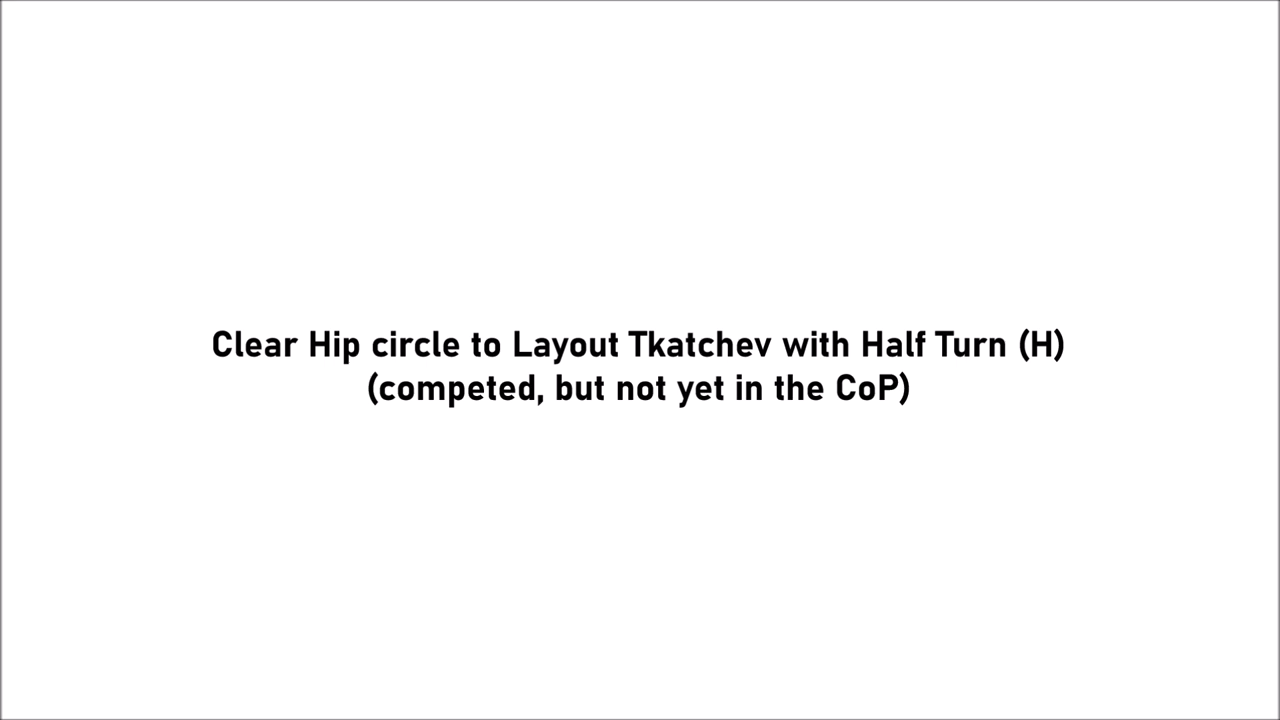 Clear Hip circle to Layout Tkatchev with Half Turn (H)
(competed, but not yet in the CoP)